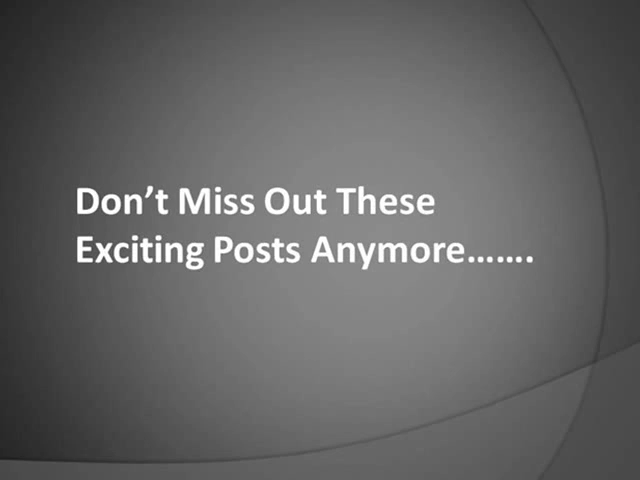 Don’t Miss Out These
Exciting Posts Anymore…….